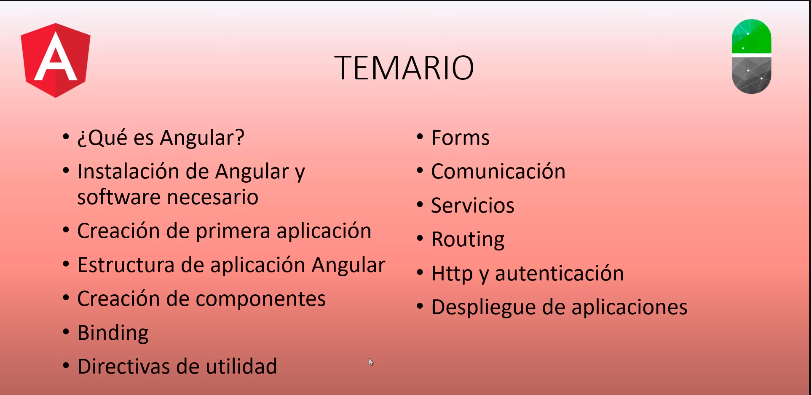 A
TEMARIO
• ¿Qué es Angular?
• Instalación de Angular y
software necesario
• Creación de primera aplicación
• Estructura de aplicación Angular
• Creación de componentes
• Binding
• Directivas de utilidad
• Forms
• Comunicación
• Servicios
• Routing
• Http y autenticación
• Despliegue de aplicaciones